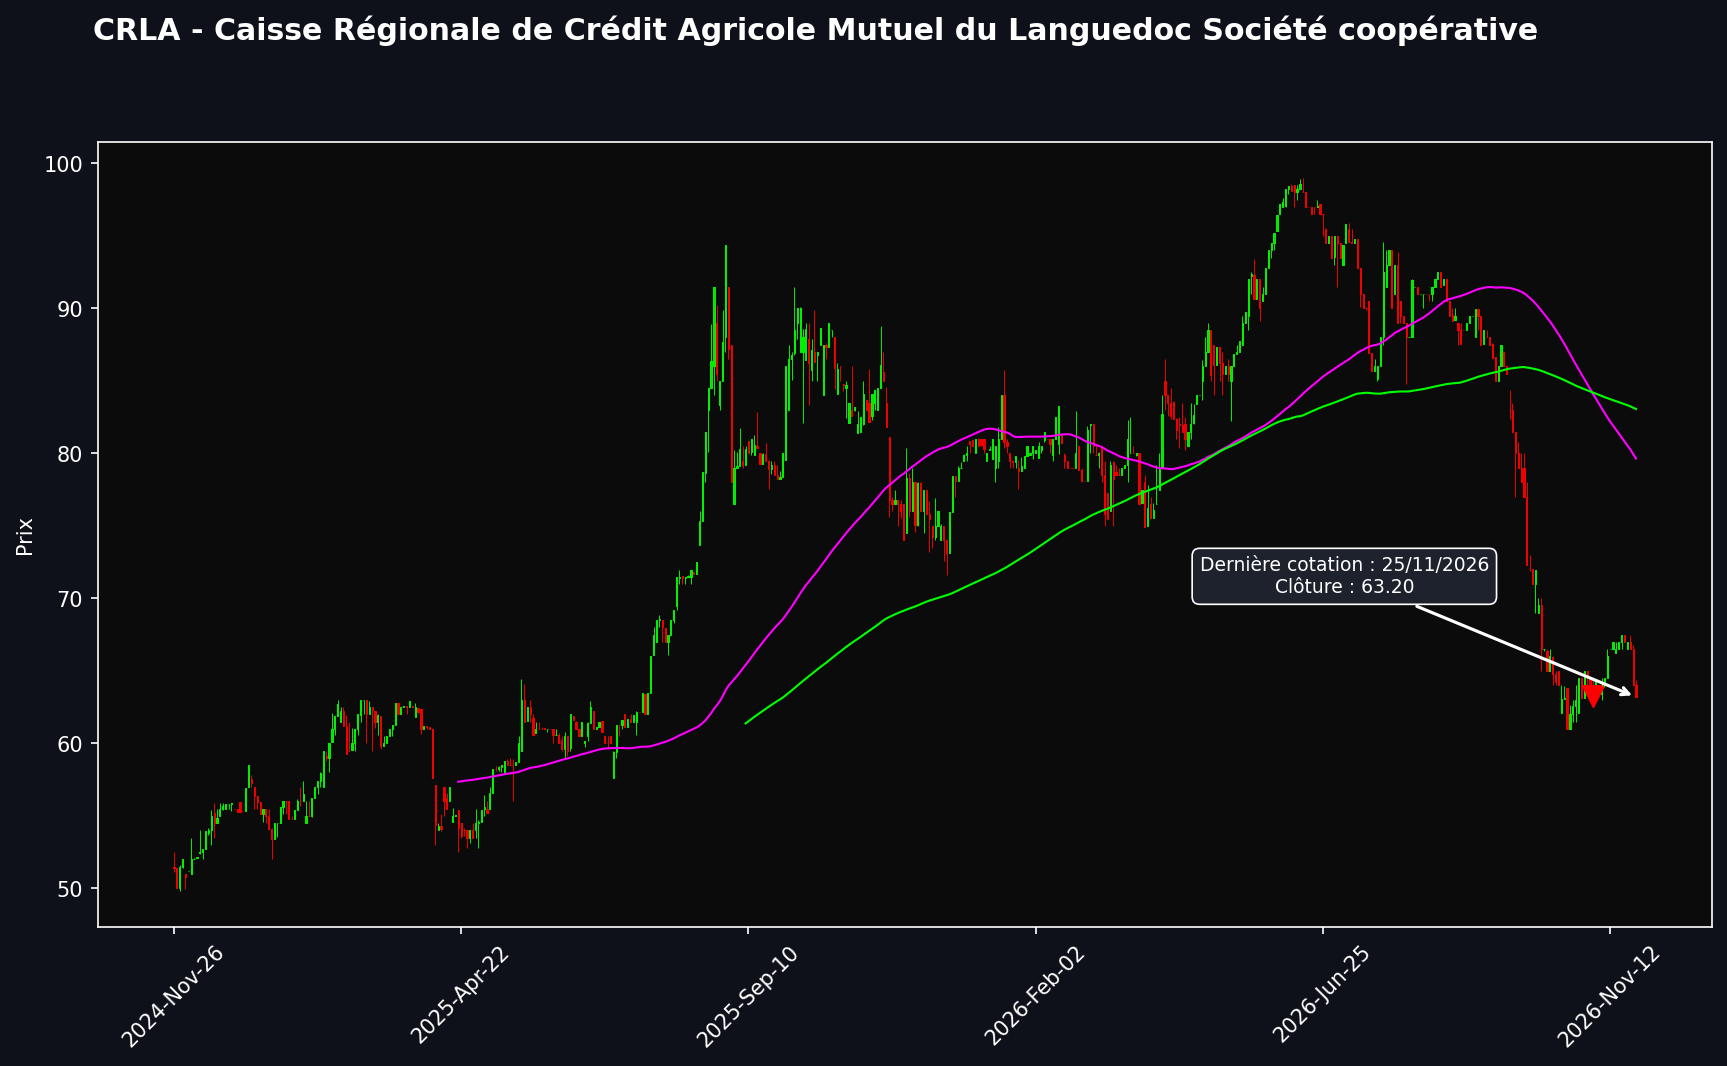 CRLA - Caisse Régionale de Crédit Agricole Mutuel du Languedoc Société coopérative
100
90
80
70
60
50
Prix
Dernière cotation : 25/11/2026
Clôture : 63.20
2024-Nov-26
2025-Apr-22
2025-Sep-10
2026-Feb-02
2026-Jun-25
2026-Nov-12